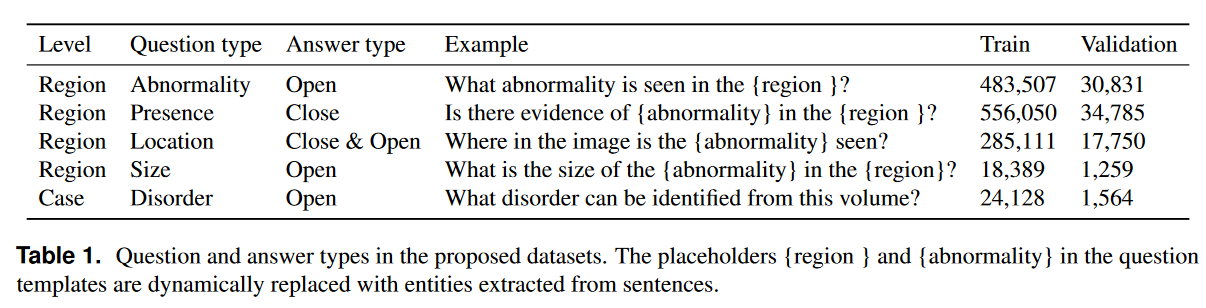 Level Question type Answer type Example Train Validation
Region Abnormality Open What abnormality is seen in the {region }? 483,507 30,831
Region Presence Close Is there evidence of {abnormality} in the {region }? 556,050 34,785
Region Location Close & Open Where in the image is the {abnormality} seen? 285,111 17,750
Region Size Open What is the size of the {abnormality} in the {region}? 18,389 1,259
Case Disorder Open What disorder can be identified from this volume? 24,128 1,564
Table 1. Question and answer types in the proposed datasets. The placeholders {region } and {abnormality} in the question
templates are dynamically replaced with entities extracted from sentences.